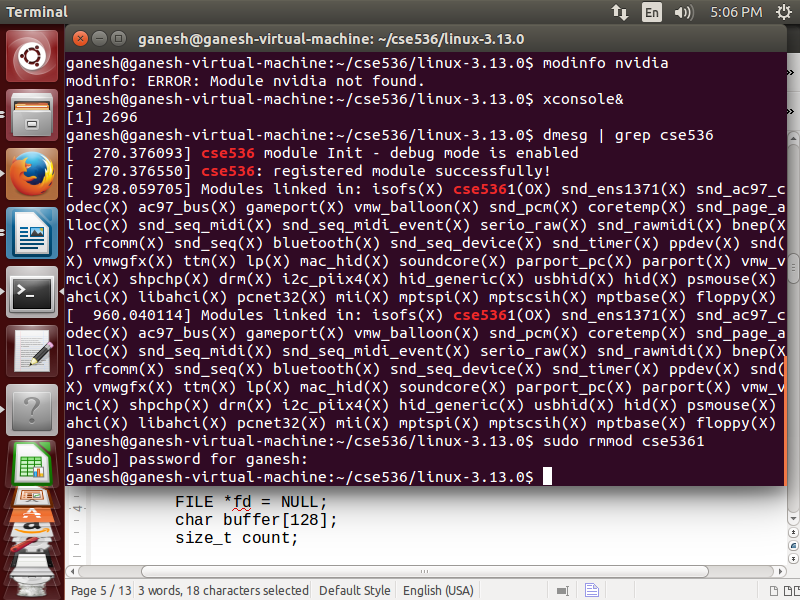 Terminal
En
5:06 PM
ganesh@ganesh-virtual-machine: ~/cse536/linux-3.13.0
ganesh@ganesh-virtual-machine:~/cse536/linux-3.13.0$ modinfo nvidia
modinfo: ERROR: Module nvidia not found.
ganesh@ganesh-virtual-machine:~/cse536/linux-3.13.0$ xconsole&
[1] 2696
ganesh@ganesh-virtual-machine:~/cse536/linux-3.13.0$ dmesg | grep cse536
[  270.376093] cse536 module Init - debug mode is enabled
[  270.376550] cse536: registered module successfully!
[  928.059705] Modules linked in: isofs(X) cse5361(OX) snd_ens1371(X) snd_ac97_c
odec(X) ac97_bus(X) gameport(X) vmw_balloon(X) snd_pcm(X) coretemp(X) snd_page_a
lloc(X) snd_seq_midi(X) snd_seq_midi_event(X) serio_raw(X) snd_rawmidi(X) bnep(X
) rfcomm(X) snd_seq(X) bluetooth(X) snd_seq_device(X) snd_timer(X) ppdev(X) snd(
X) vmwgfx(X) ttm(X) lp(X) mac_hid(X) soundcore(X) parport_pc(X) parport(X) vmw_v
mci(X) shpchp(X) drm(X) i2c_piix4(X) hid_generic(X) usbhid(X) hid(X) psmouse(X)
ahci(X) libahci(X) pcnet32(X) mii(X) mptspi(X) mptscsih(X) mptbase(X) floppy(X)
[  960.040114] Modules linked in: isofs(X) cse5361(OX) snd_ens1371(X) snd_ac97_c
odec(X) ac97_bus(X) gameport(X) vmw_balloon(X) snd_pcm(X) coretemp(X) snd_page_a
lloc(X) snd_seq_midi(X) snd_seq_midi_event(X) serio_raw(X) snd_rawmidi(X) bnep(X
) rfcomm(X) snd_seq(X) bluetooth(X) snd_seq_device(X) snd_timer(X) ppdev(X) snd(
X) vmwgfx(X) ttm(X) lp(X) mac_hid(X) soundcore(X) parport_pc(X) parport(X) vmw_v
mci(X) shpchp(X) drm(X) i2c_piix4(X) hid_generic(X) usbhid(X) hid(X) psmouse(X)
ahci(X) libahci(X) pcnet32(X) mii(X) mptspi(X) mptscsih(X) mptbase(X) floppy(X)
ganesh@ganesh-virtual-machine:~/cse536/linux-3.13.0$ sudo rmmod cse5361
[sudo] password for ganesh:
ganesh@ganesh-virtual-machine:~/cse536/linux-3.13.0$
FILE *fd = NULL;
char buffer[128];
size_t count;
Page 5 / 13
3 words, 18 characters selected
Default Style
English (USA)